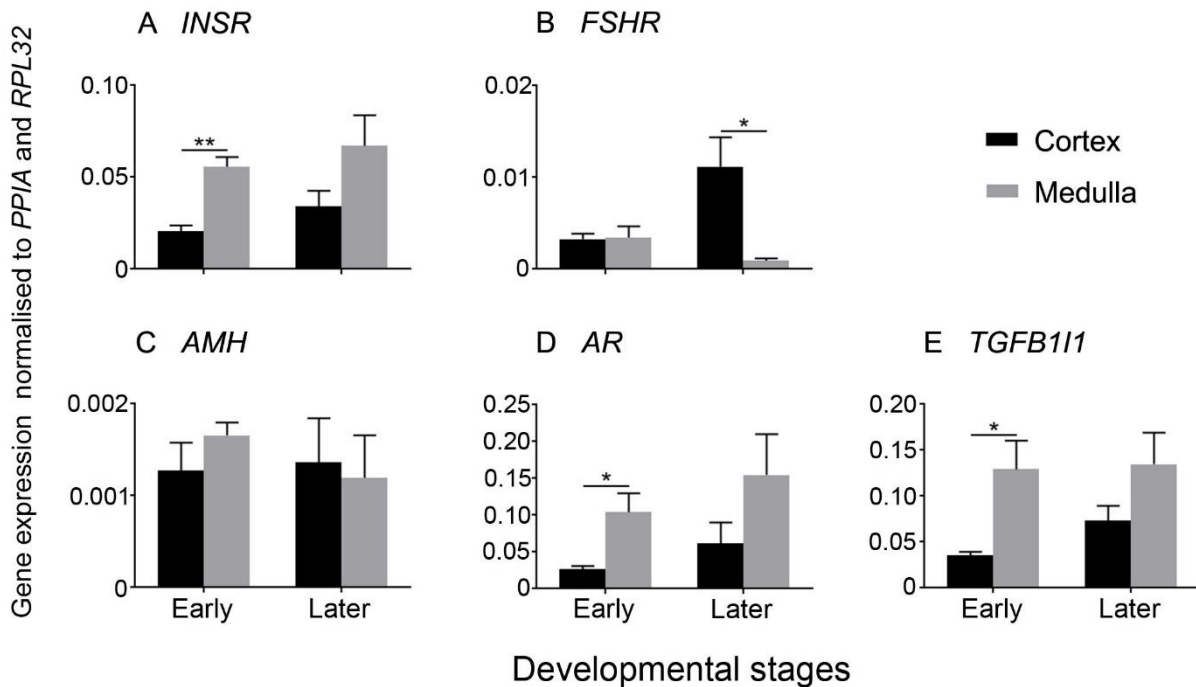 Gene expression normalised to PPIA and RPL32
A INSR
0.10
0.05
0
**
B FSHR
0.02
0.01
0
*
Cortex
Medulla
C AMH
0.002
0.001
0
Early Later
D AR
0.25
0.20
0.15
0.10
0.05
0
*
Early Later
E TGFB1I1
0.20
0.15
0.10
0.05
0
*
Early Later
Developmental stages